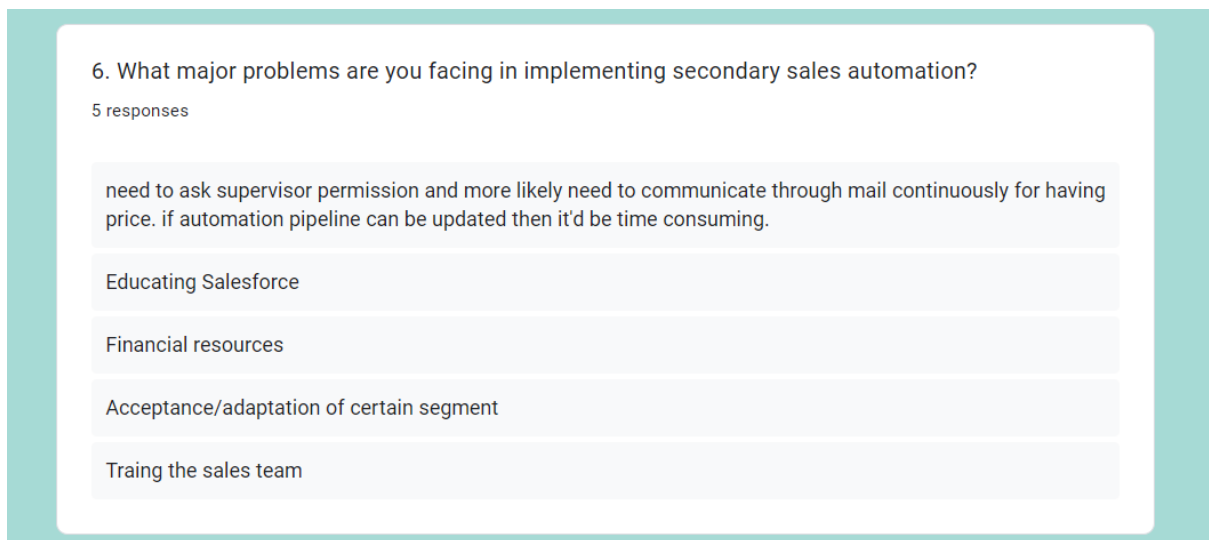 6. What major problems are you facing in implementing secondary sales automation?
5 responses
need to ask supervisor permission and more likely need to communicate through mail continuously for having
price. if automation pipeline can be updated then it'd be time consuming.
Educating Salesforce
Financial resources
Acceptance/adaptation of certain segment
Traing the sales team